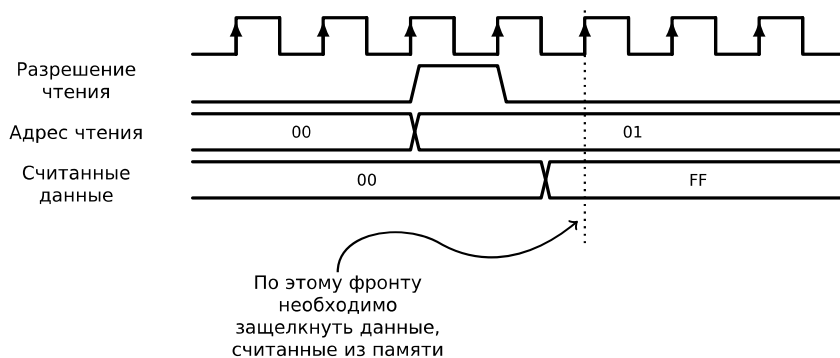 Разрешение
чтения
Адрес чтения
00
01
Считанные
данные
00
FF
По этому фронту
необходимо
защелкнуть данные,
считанные из памяти